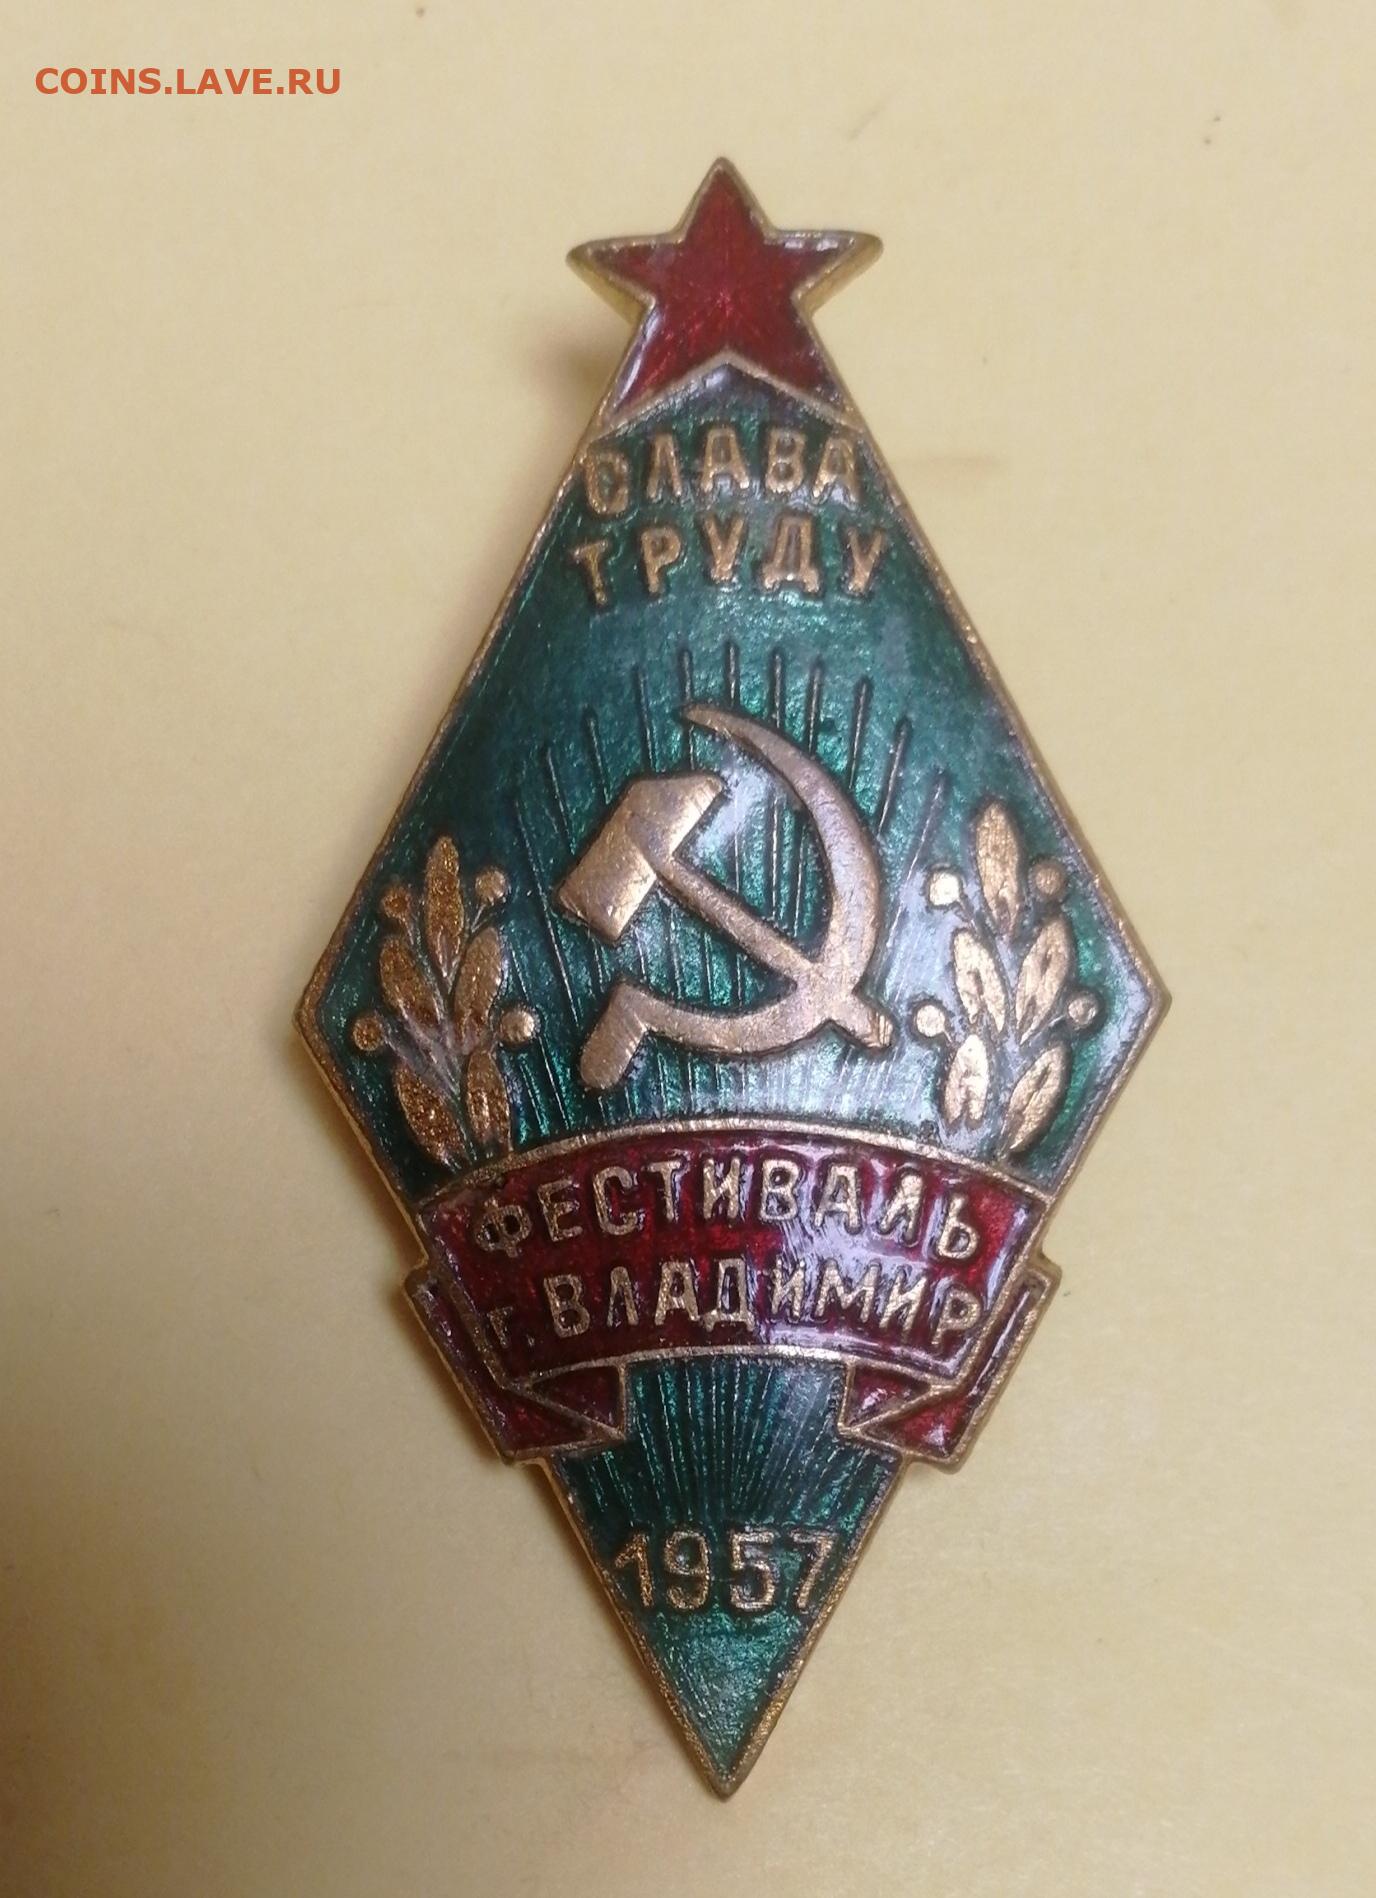 COINS.LAVE.RU
СЛАВА
ТРУДУ
ФЕСТИВАЛЬ
г. ВЛАДИМИР
1957